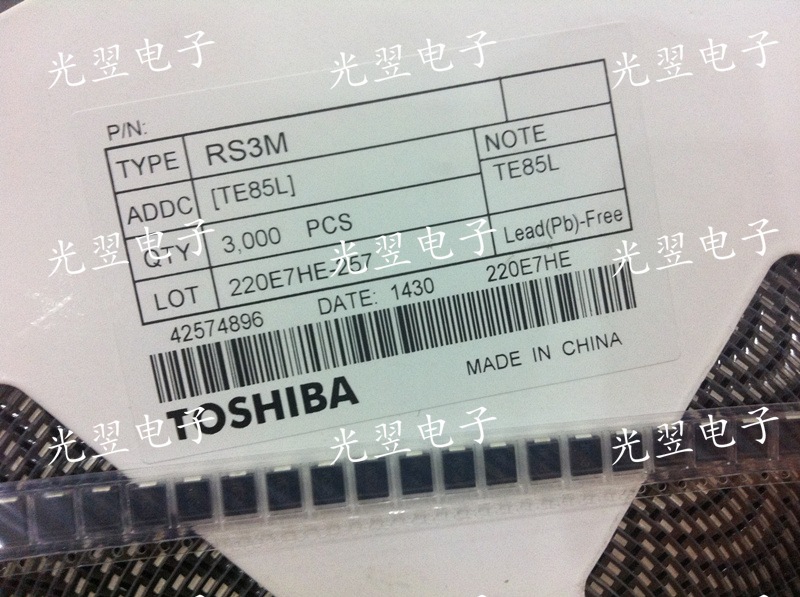 光翌电子 光翌电子 光翌电子
P/N:
TYPE RS3M
ADDC [TE85L] NOTE
QTY 3,000 PCS TE85L
LOT 220E7HE-257 Lead(Pb)-Free
42574896 DATE: 1430 220E7HE
光翌电子 光翌电子 光翌电子
TOSHIBA MADE IN CHINA
光翌电子 光翌电子 光翌电子